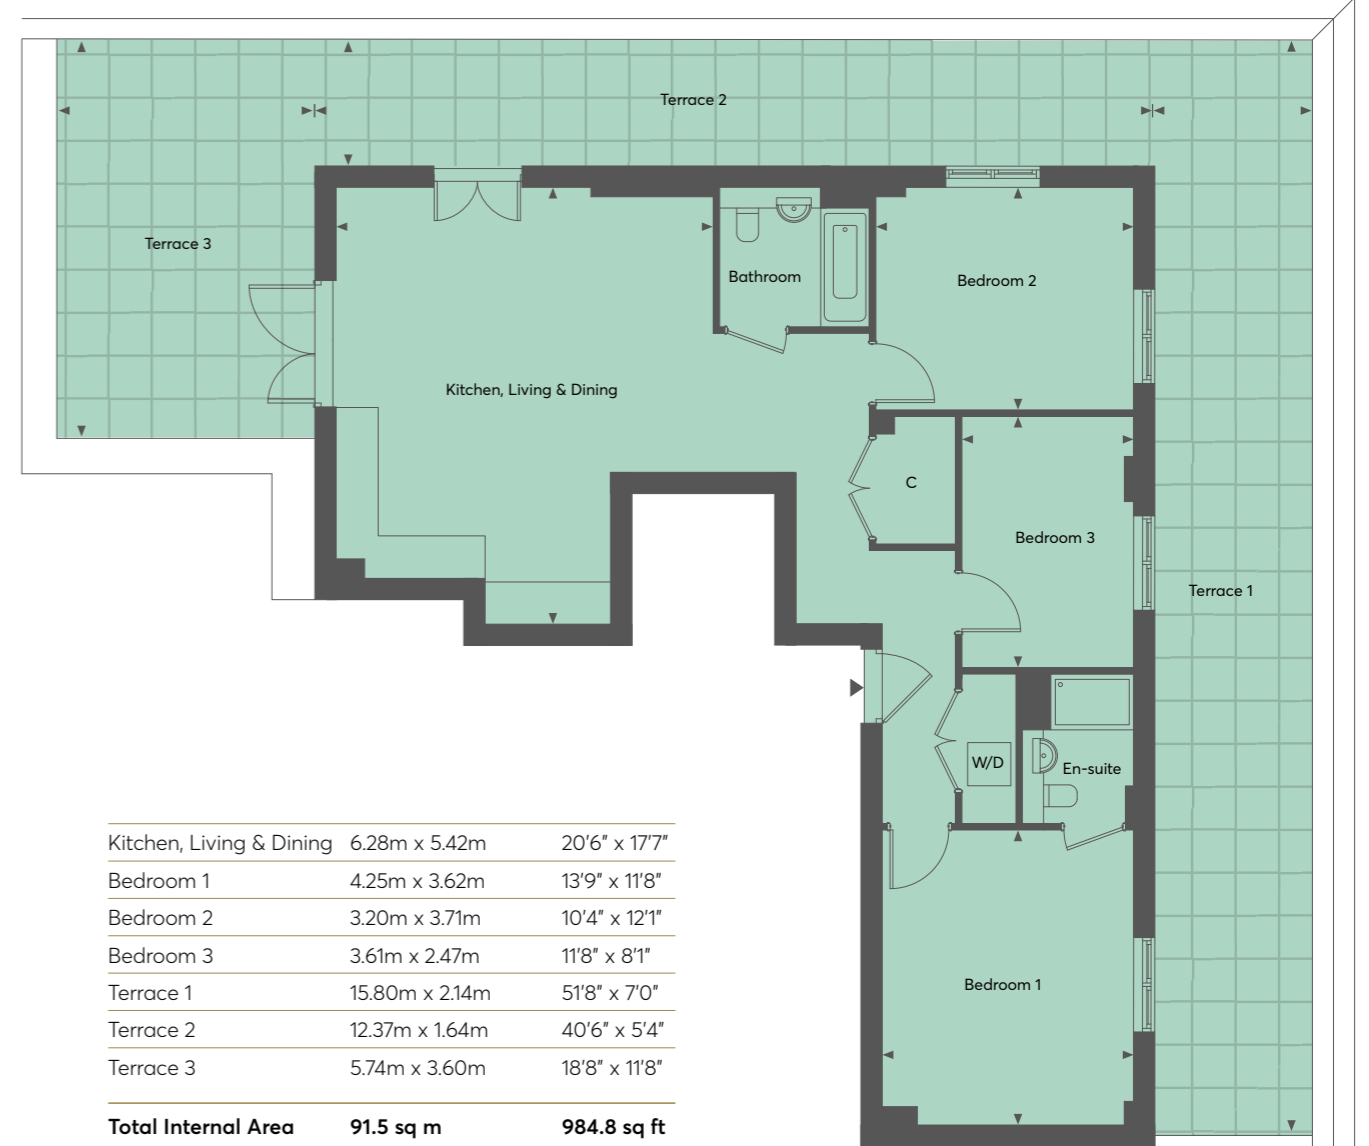 Terrace 2
Terrace 3
Bathroom
Bedroom 2
Kitchen, Living & Dining
C
Bedroom 3
Terrace 1
W/D
En-suite
Bedroom 1
Kitchen, Living & Dining 6.28m x 5.42m 20'6" x 17'7"
Bedroom 1 4.25m x 3.62m 13'9" x 11'8"
Bedroom 2 3.20m x 3.71m 10'4" x 12'1"
Bedroom 3 3.61m x 2.47m 11'8" x 8'1"
Terrace 1 15.80m x 2.14m 51'8" x 7'0"
Terrace 2 12.37m x 1.64m 40'6" x 5'4"
Terrace 3 5.74m x 3.60m 18'8" x 11'8"
Total Internal Area 91.5 sq m 984.8 sq ft